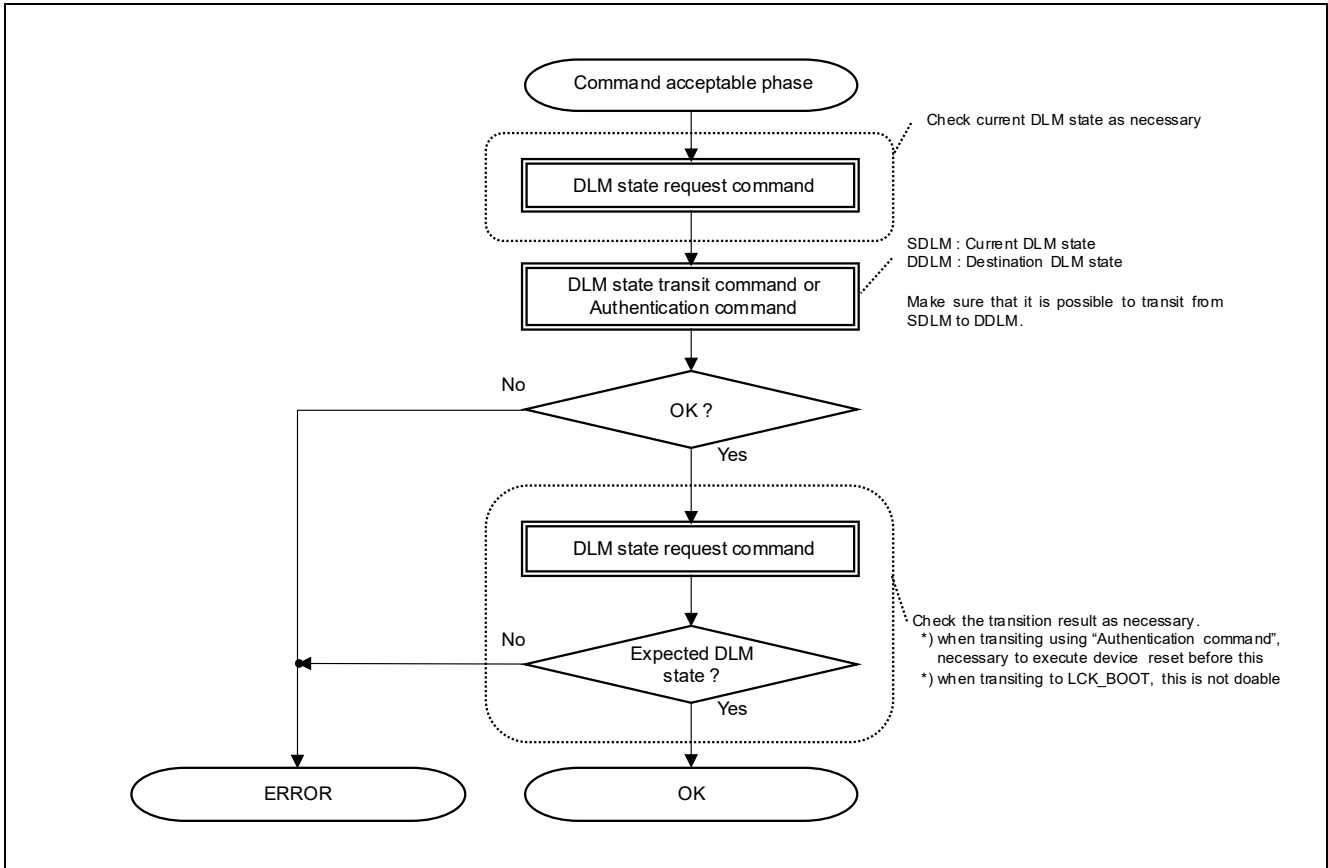 Command acceptable phase
Check current DLM state as necessary
DLM state request command
SDLM : Current DLM state
DDLM : Destination DLM state
Make sure that it is possible to transit from
SDLM to DDLM.
DLM state transit command or
Authentication command
No
OK ?
Yes
DLM state request command
Check the transition result as necessary.
*) when transiting using “Authentication command”,
necessary to execute device reset before this
*) when transiting to LCK_BOOT, this is not doable
No
Expected DLM
state ?
Yes
ERROR
OK